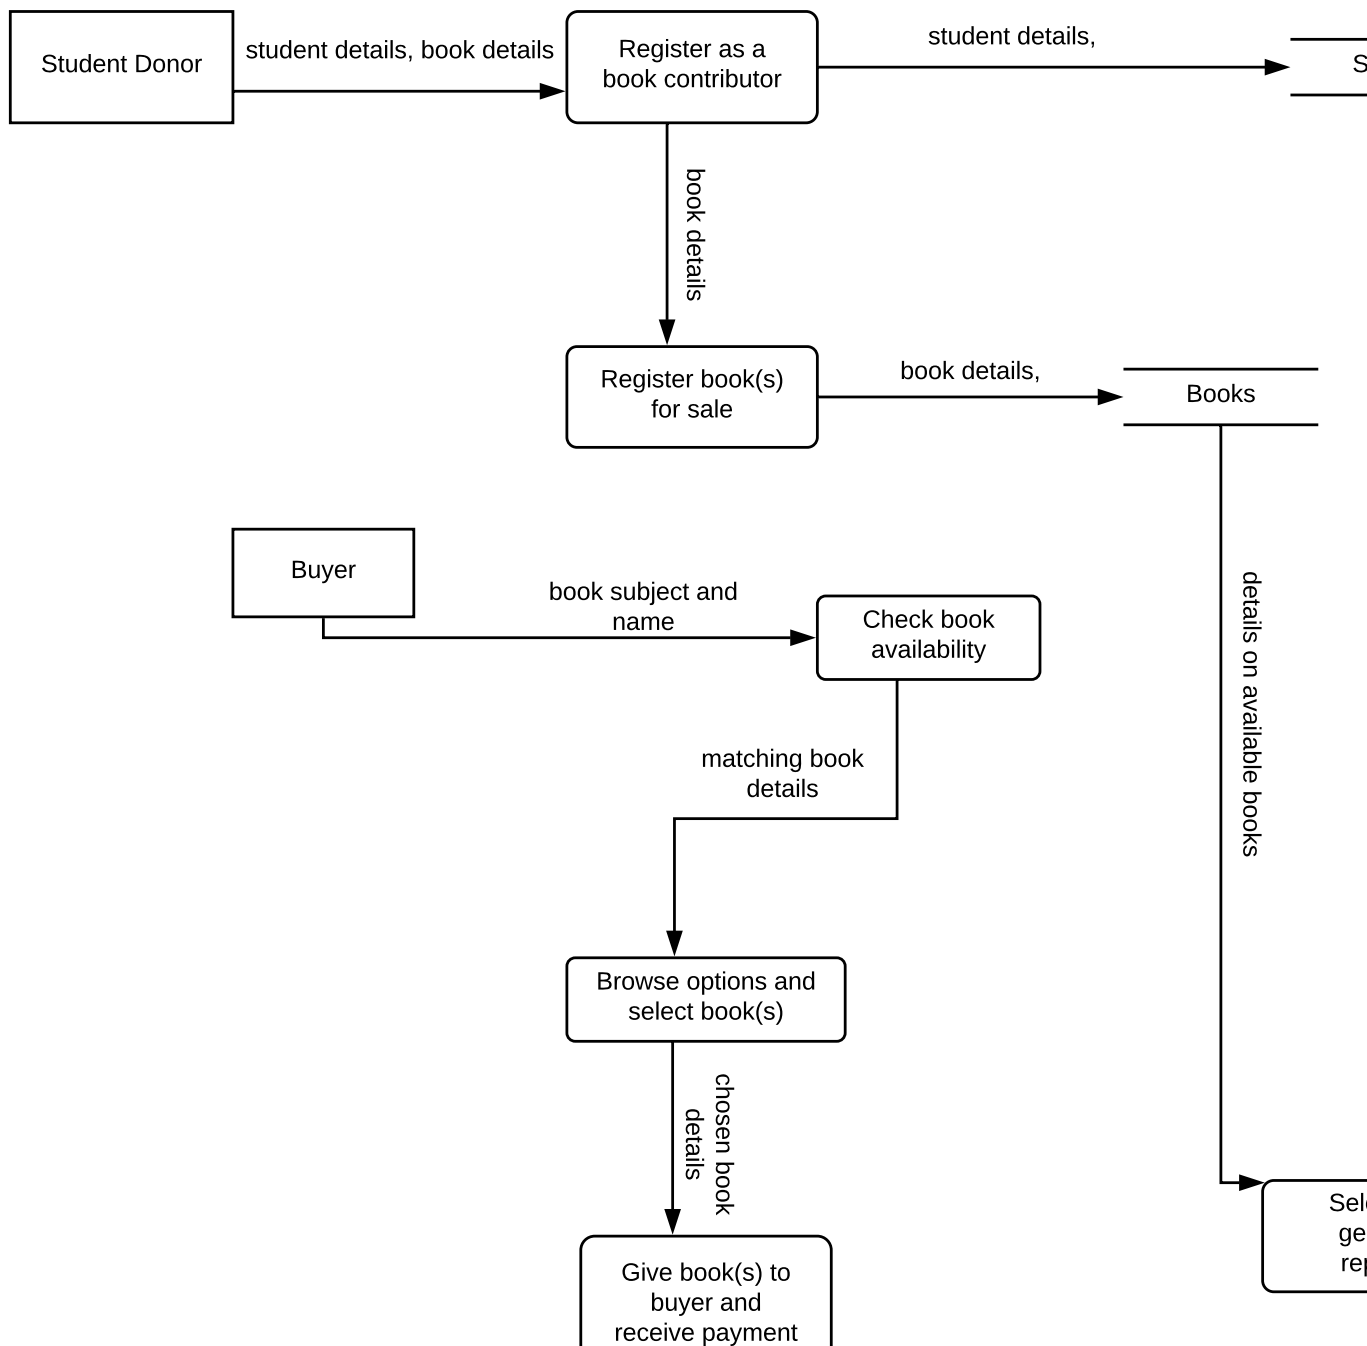 Student Donor
student details, book details
Register as a
book contributor
student details,
book details
Register book(s)
for sale
book details,
Books
Buyer
book subject and
name
Check book
availability
details on available books
matching book
details
Browse options and
select book(s)
chosen book
details
Give book(s) to
buyer and
receive payment